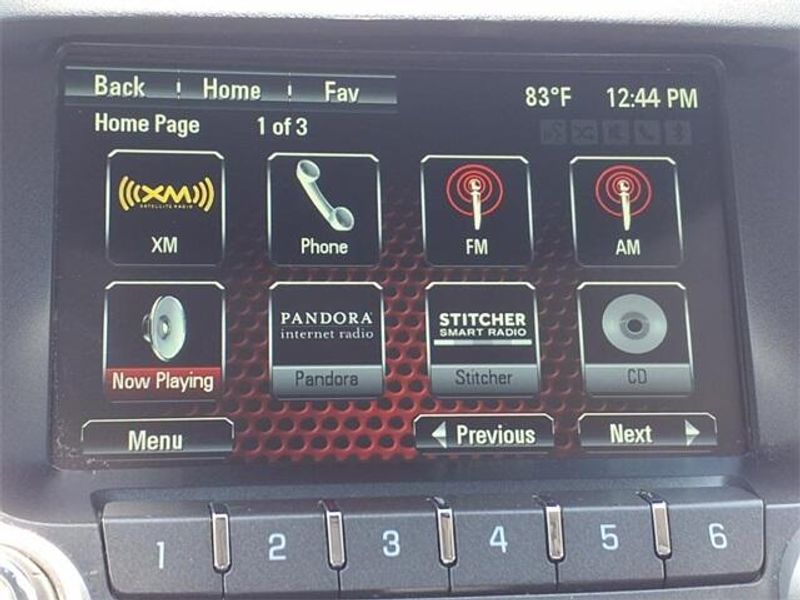 Back Home Fav
83°F 12:44 PM
Home Page 1 of 3
XM
SATELLITE RADIO
XM Phone FM AM
PANDORA
internet radio
STITCHER
SMART RADIO
Now Playing Pandora Stitcher CD
Menu Previous Next
1 2 3 4 5 6